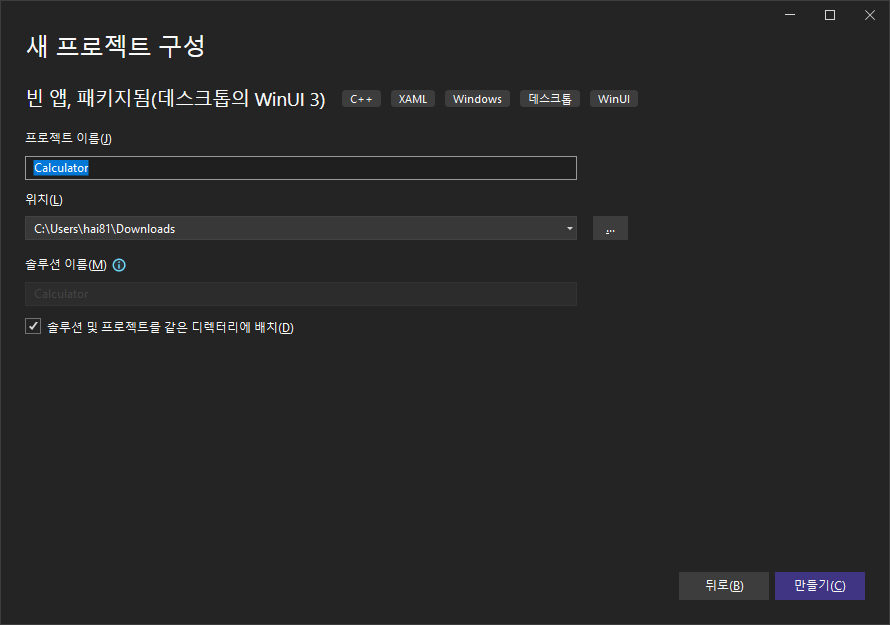 새 프로젝트 구성
빈 앱, 패키지됨(데스크톱의 WinUI 3) C++ XAML Windows 데스크톱 WinUI
프로젝트 이름(J)
Calculator
위치(L)
C:\Users\hai81\Downloads ...
솔루션 이름(M)
Calculator
솔루션 및 프로젝트를 같은 디렉터리에 배치(D)
뒤로(B) 만들기(C)